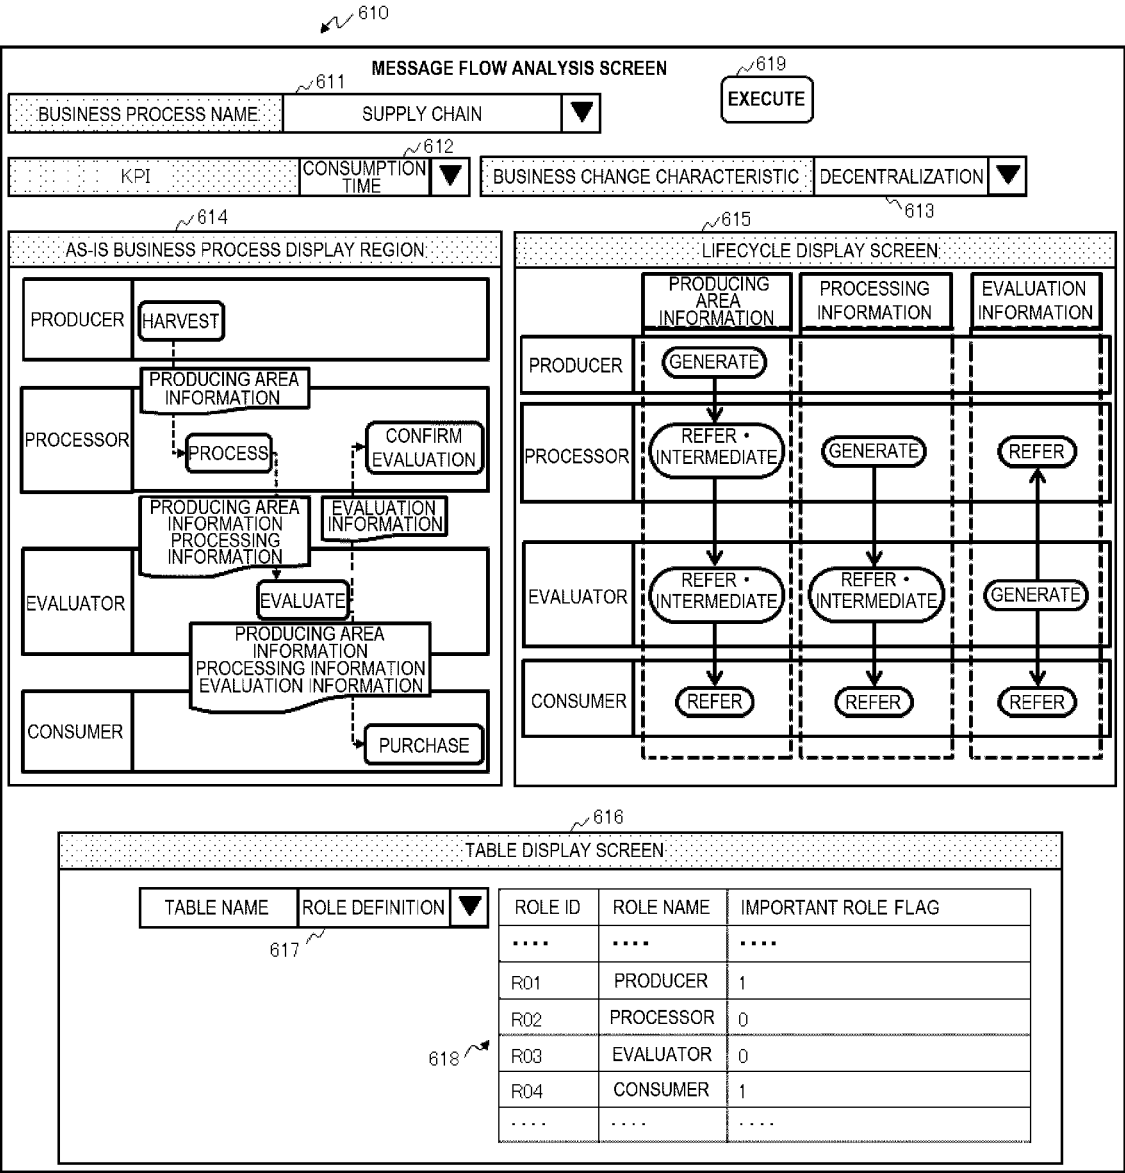 610
MESSAGE FLOW ANALYSIS SCREEN
619
EXECUTE
611
BUSINESS PROCESS NAME SUPPLY CHAIN ▼
612
KPI
CONSUMPTION
TIME
▼
BUSINESS CHANGE CHARACTERISTIC DECENTRALIZATION ▼
613
614
AS-IS BUSINESS PROCESS DISPLAY REGION
PRODUCER
HARVEST
PRODUCING AREA
INFORMATION
PROCESSOR
PROCESS
CONFIRM
EVALUATION
PRODUCING AREA
INFORMATION
PROCESSING
INFORMATION
EVALUATION
INFORMATION
EVALUATOR
EVALUATE
PRODUCING AREA
INFORMATION
PROCESSING INFORMATION
EVALUATION INFORMATION
CONSUMER
PURCHASE
615
LIFECYCLE DISPLAY SCREEN
PRODUCING
AREA
INFORMATION
PROCESSING
INFORMATION
EVALUATION
INFORMATION
PRODUCER
GENERATE
PROCESSOR
REFER・
INTERMEDIATE
GENERATE
REFER
EVALUATOR
REFER・
INTERMEDIATE
REFER・
INTERMEDIATE
GENERATE
CONSUMER
REFER
REFER
REFER
616
TABLE DISPLAY SCREEN
TABLE NAME ROLE DEFINITION ▼
617
618
ROLE ID ROLE NAME IMPORTANT ROLE FLAG
···· ···· ····
R01 PRODUCER 1
R02 PROCESSOR 0
R03 EVALUATOR 0
R04 CONSUMER 1
···· ···· ····